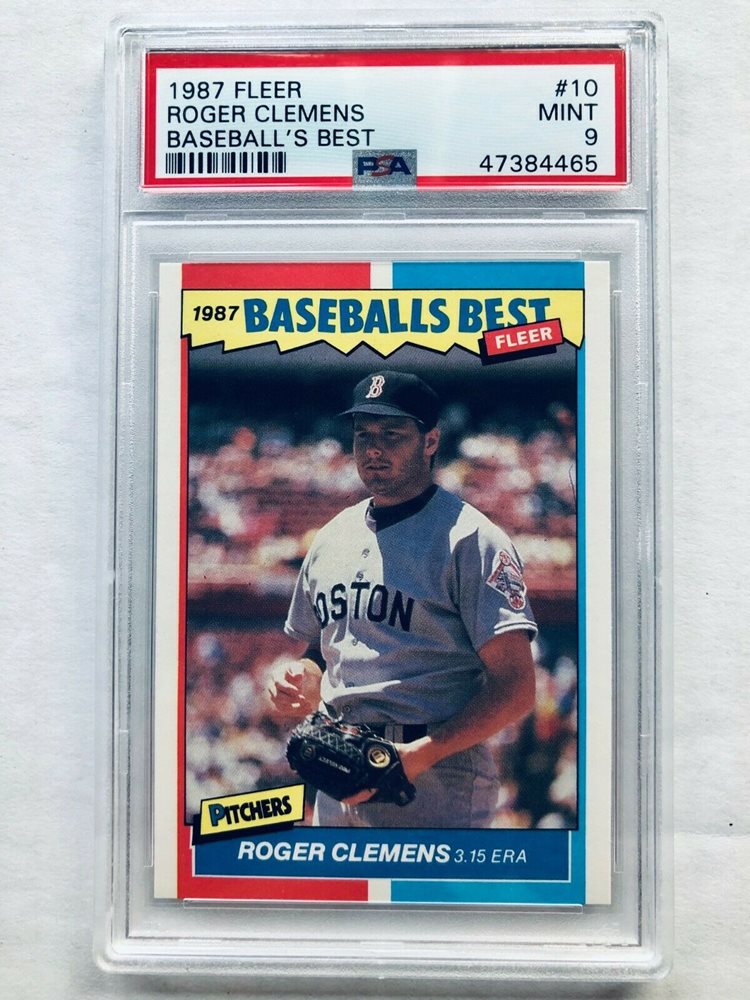 1987 FLEER #10
ROGER CLEMENS MINT
BASEBALL'S BEST 9
PSA 47384465
1987 BASEBALLS BEST
FLEER
B
OSTON
PITCHERS
ROGER CLEMENS 3.15 ERA